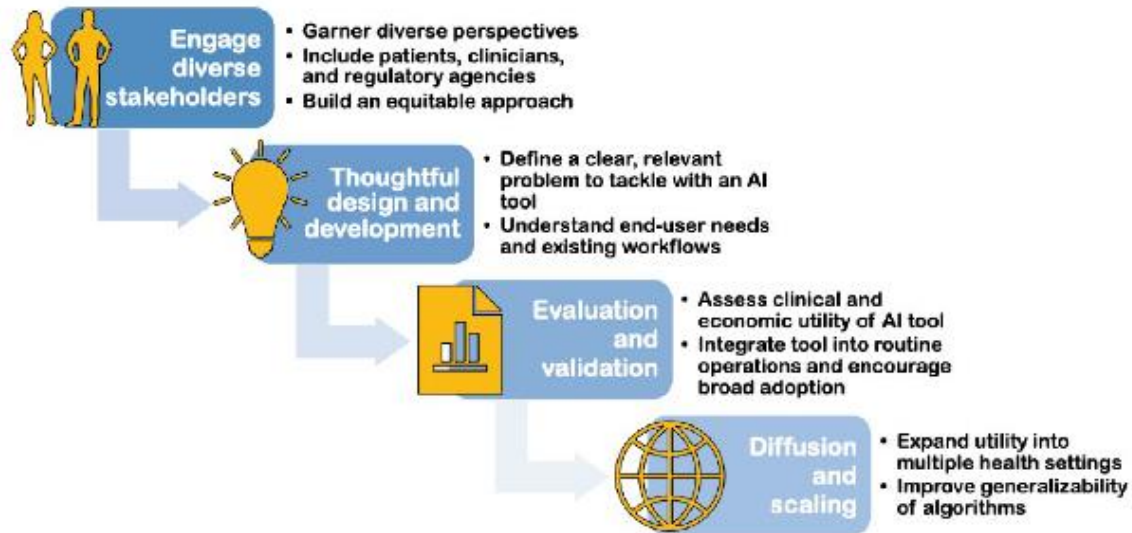 Engage
diverse
stakeholders
• Garner diverse perspectives
• Include patients, clinicians,
and regulatory agencies
• Build an equitable approach
Thoughtful
design and
development
• Define a clear, relevant
problem to tackle with an AI
tool
• Understand end-user needs
and existing workflows
Evaluation
and
validation
• Assess clinical and
economic utility of AI tool
• Integrate tool into routine
operations and encourage
broad adoption
Diffusion
and
scaling
• Expand utility into
multiple health settings
• Improve generalizability
of algorithms